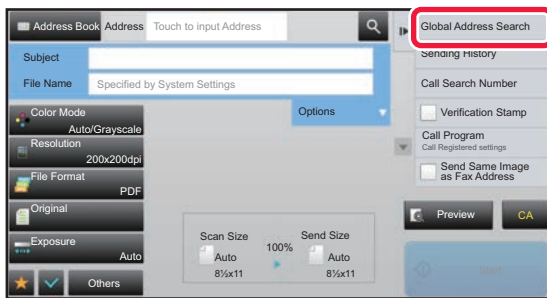 Address Book
Address
Touch to input Address
Global Address Search
Subject
Sending History
File Name
Specified by System Settings
Call Search Number
Color Mode
Auto/Grayscale
Options
Verification Stamp
Resolution
200x200dpi
Call Program
Call Registered settings
File Format
PDF
Send Same Image
as Fax Address
Original
Preview
CA
Exposure
Auto
Scan Size
100%
Send Size
Auto
Auto
8½x11
8½x11
Others
Start